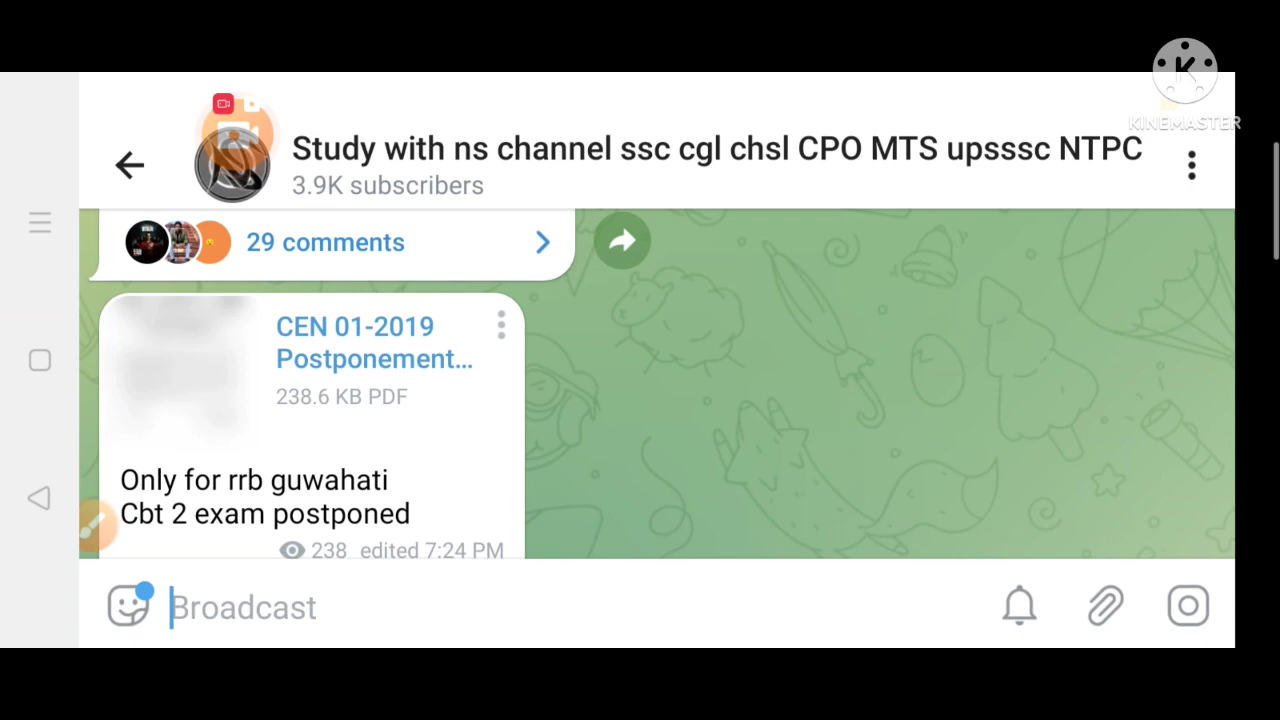 KINEMASTER
Study with ns channel ssc cgl chsl CPO MTS upsssc NTPC
3.9K subscribers
29 comments
CEN 01-2019
Postponement...
238.6 KB PDF
Only for rrb guwahati
Cbt 2 exam postponed
238 edited 7:24 PM
Broadcast